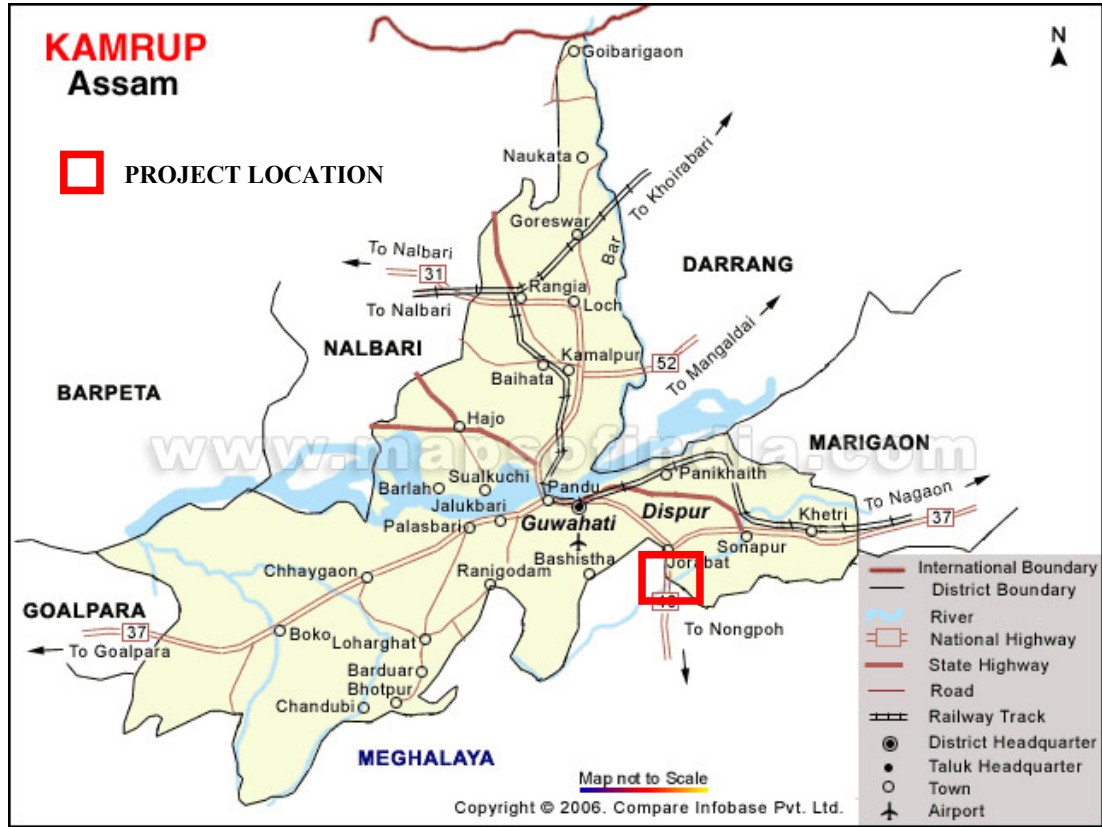 KAMRUP
Assam
N
PROJECT LOCATION
Goibarigaon
Naukata
To Khoirabari
Goreswar
Bar
To Nalbari
31
DARRANG
Rangia
Loch
To Nalbari
To Mangaldai
NALBARI
Kamalpur
52
Baihata
BARPETA
Hajo
www.mapsofindia.com
MARIGAON
Sualkuchi
Panikhaith
Barlah
Pandu
To Nagaon
Jalukbari
Khetri
37
Palasbari
Guwahati
Dispur
Sonapur
Bashistha
Jorabat
Chhaygaon
Ranigodam
GOALPARA
37
Boko
To Goalpara
Loharghat
To Nongpoh
Barduar
Bhotpur
Chandubi
MEGHALAYA
International Boundary
District Boundary
River
National Highway
State Highway
Road
Railway Track
District Headquarter
Taluk Headquarter
Town
Airport
Map not to Scale
Copyright © 2006. Compare Infobase Pvt. Ltd.